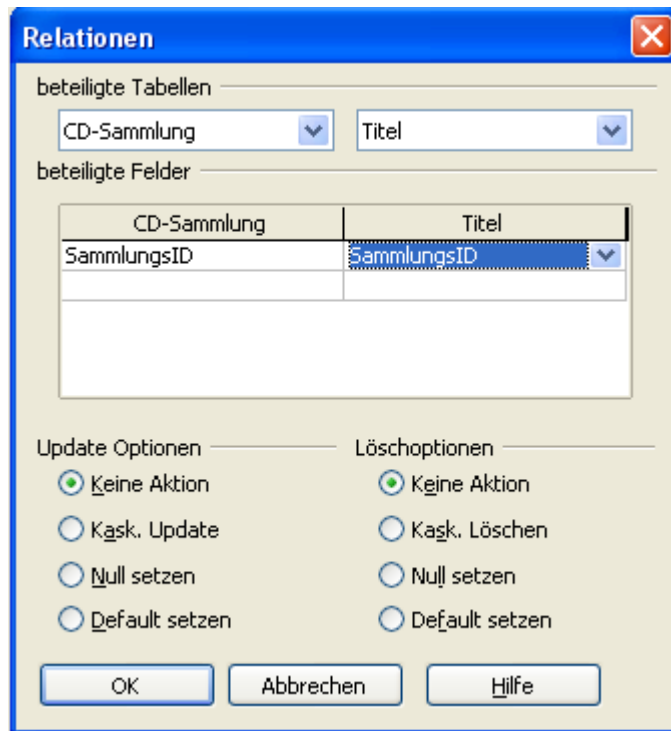 Relationen
beteiligte Tabellen
CD-Sammlung Titel
beteiligte Felder
CD-Sammlung Titel
SammlungsID SammlungsID
Update Optionen Löschoptionen
Keine Aktion Keine Aktion
Kask. Update Kask. Löschen
Null setzen Null setzen
Default setzen Default setzen
OK Abbrechen Hilfe